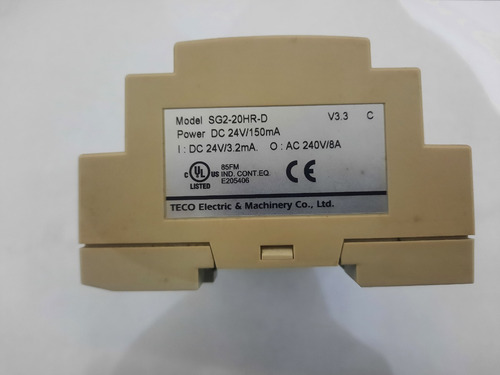 Model SG2-20HR-D V3.3 C
Power DC 24V/150mA
I : DC 24V/3.2mA. O : AC 240V/8A
C UL US LISTED 85FM
IND. CONT. EQ.
E205406
CE
TECO Electric & Machinery Co., Ltd.